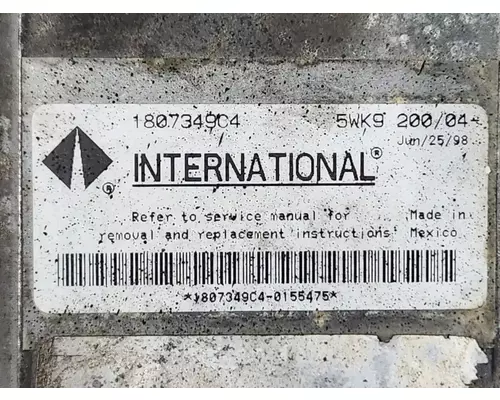 1807349C4 5WK9 200/04-
Jun/25/98
INTERNATIONAL®
®
Refer to service manual for Made in
removal and replacement instructions Mexico
*1807349C4-0155475*